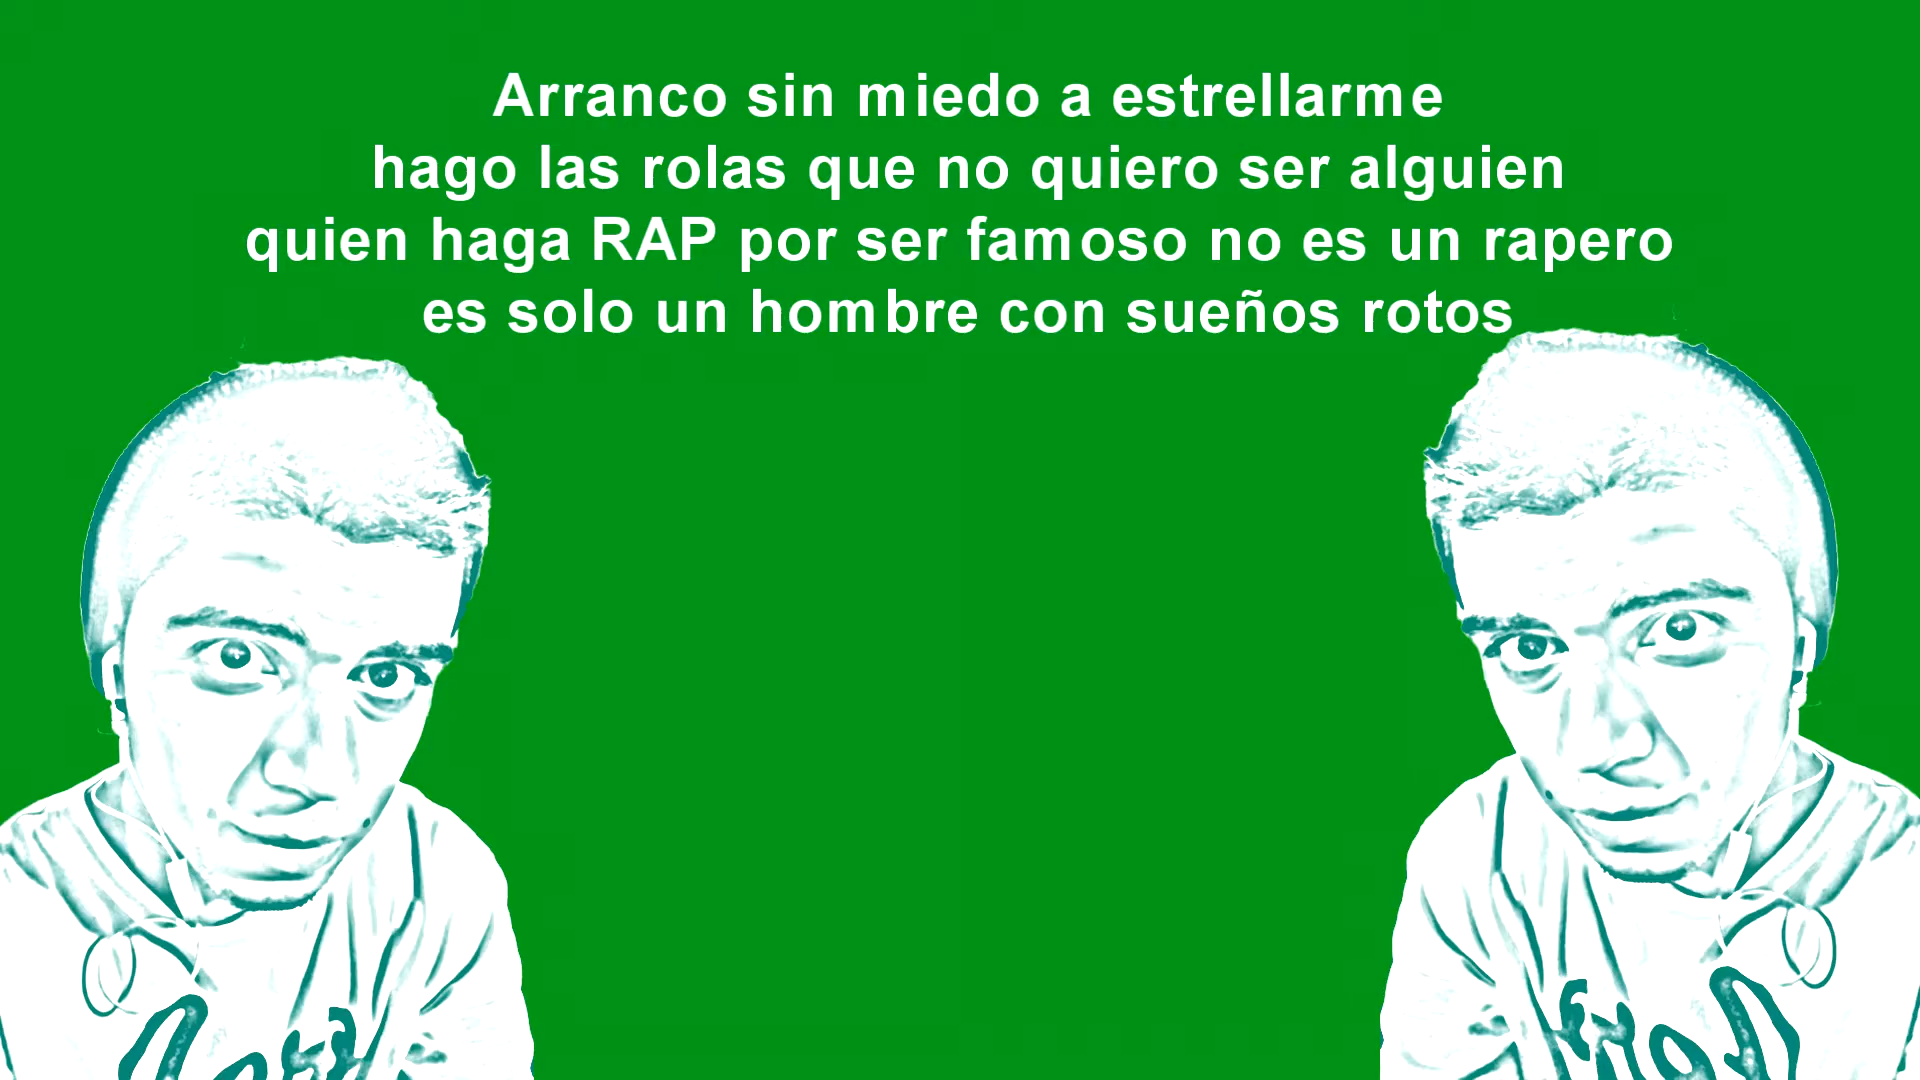 Arranco sin miedo a estrellarme
hago las rolas que no quiero ser alguien
quien haga RAP por ser famoso no es un rapero
es solo un hombre con sueños rotos